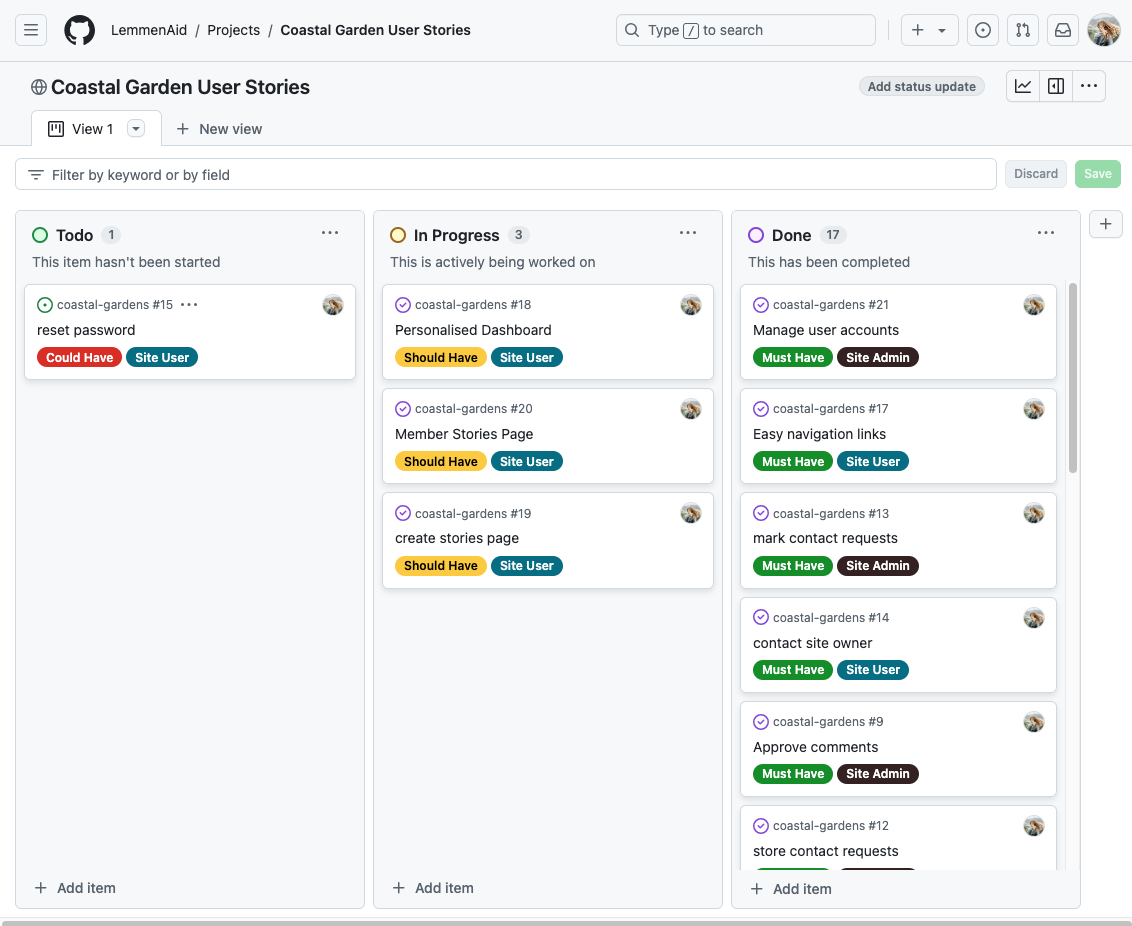 LemmenAid / Projects / Coastal Garden User Stories
Type / to search
Coastal Garden User Stories
Add status update
View 1
New view
Filter by keyword or by field
Discard
Save
Todo 1
This item hasn't been started
coastal-gardens #15
reset password
Could Have Site User
Add item
In Progress 3
This is actively being worked on
coastal-gardens #18
Personalised Dashboard
Should Have Site User
coastal-gardens #20
Member Stories Page
Should Have Site User
coastal-gardens #19
create stories page
Should Have Site User
Add item
Done 17
This has been completed
coastal-gardens #21
Manage user accounts
Must Have Site Admin
coastal-gardens #17
Easy navigation links
Must Have Site User
coastal-gardens #13
mark contact requests
Must Have Site Admin
coastal-gardens #14
contact site owner
Must Have Site User
coastal-gardens #9
Approve comments
Must Have Site Admin
coastal-gardens #12
store contact requests
Add item